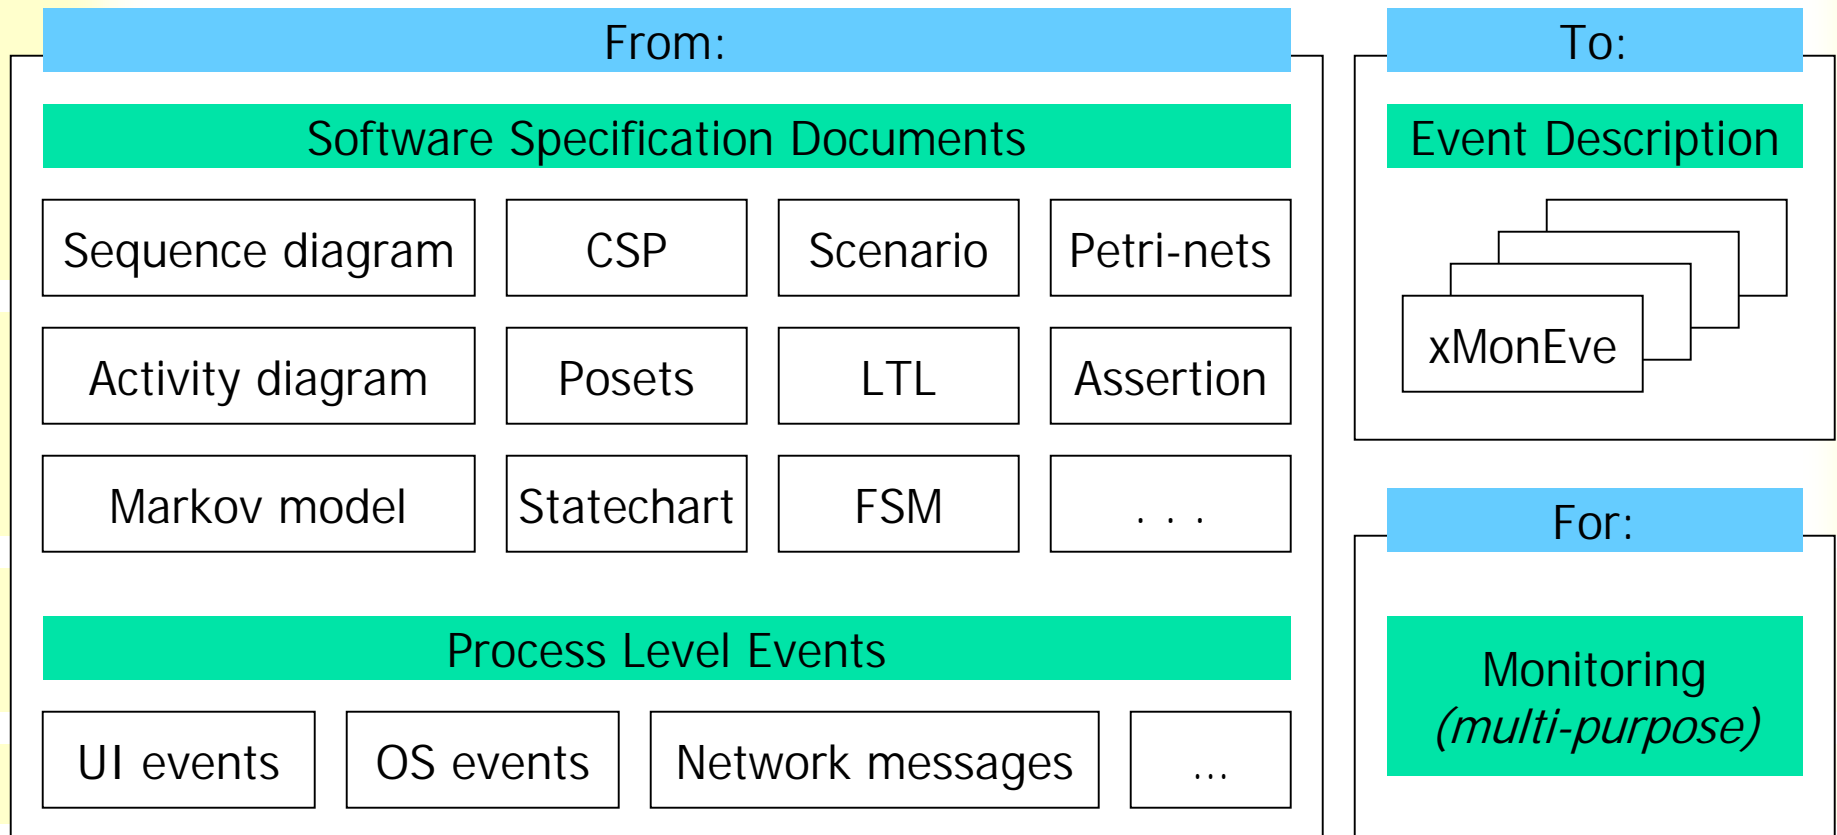 From:
Software Specification Documents
Sequence diagram
CSP
Scenario
Petri-nets
Activity diagram
Posets
LTL
Assertion
Markov model
Statechart
FSM
. . .
Process Level Events
UI events
OS events
Network messages
...
To:
Event Description
xMonEve
For:
Monitoring
(multi-purpose)